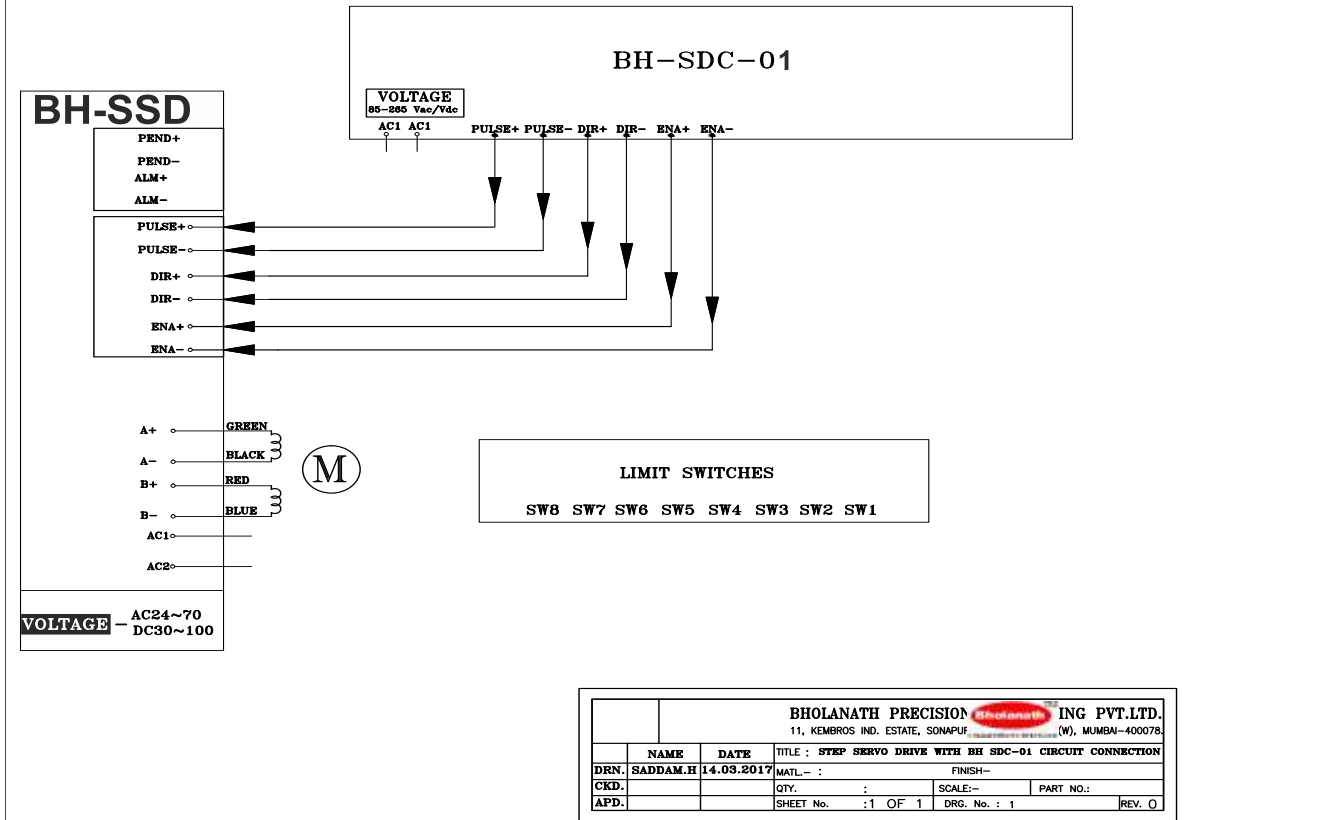 BH-SDC-01
VOLTAGE
85-265 Vac/Vdc
AC1 AC1
PULSE+ PULSE- DIR+ DIR- ENA+ ENA-
BH-SSD
PEND+
PEND-
ALM+
ALM-
PULSE+
PULSE-
DIR+
DIR-
ENA+
ENA-
A+ GREEN
A- BLACK
B+ RED
B- BLUE
AC1
AC2
M
VOLTAGE - AC24~70
DC30~100
LIMIT SWITCHES
SW8 SW7 SW6 SW5 SW4 SW3 SW2 SW1
BHOLANATH PRECISION Bholanath ING PVT.LTD.
11, KEMBROS IND. ESTATE, (W), MUMBAI-400078.
NAME DATE TITLE : STEP SERVO DRIVE WITH BH SDC-01 CIRCUIT CONNECTION
DRN. SADDAM.H 14.03.2017 MATL.- : FINISH-
CKD. QTY. : SCALE:- PART NO.:
APD. SHEET No. :1 OF 1 DRG. No. : 1 REV. 0